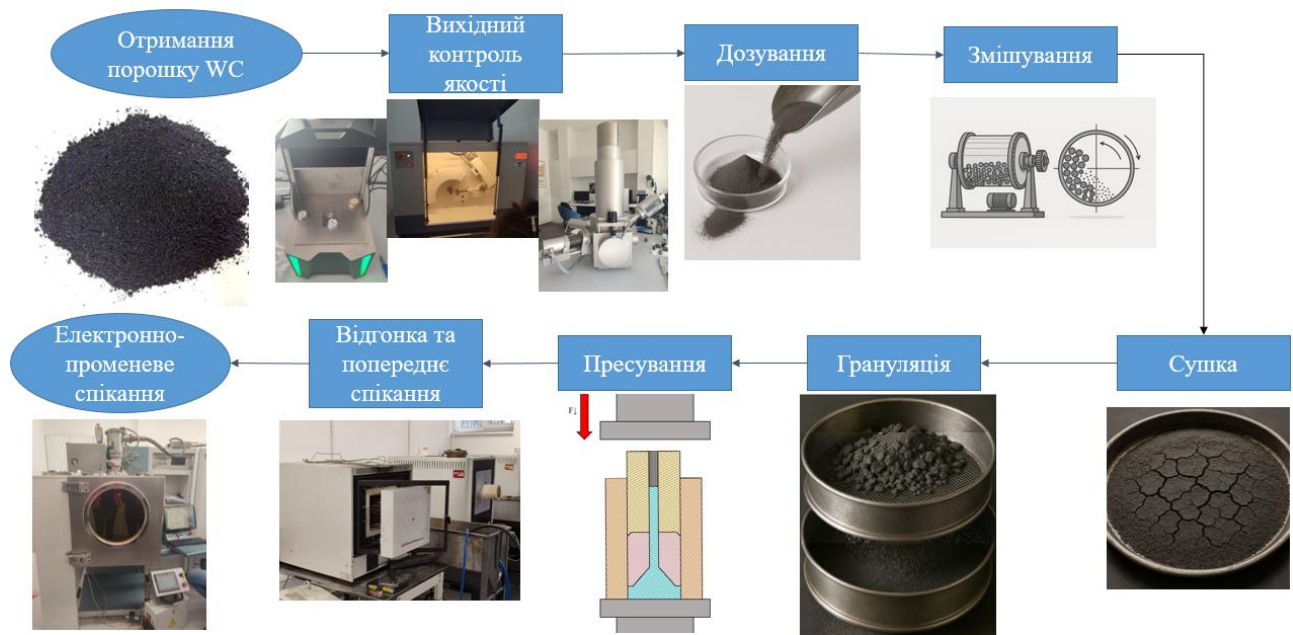 Отримання
порошку WC
Вихідний
контроль
якості
Дозування
Змішування
Сушка
Грануляція
Пресування
F↓
Відгонка та
попереднє
спікання
Електронно-
променеве
спікання